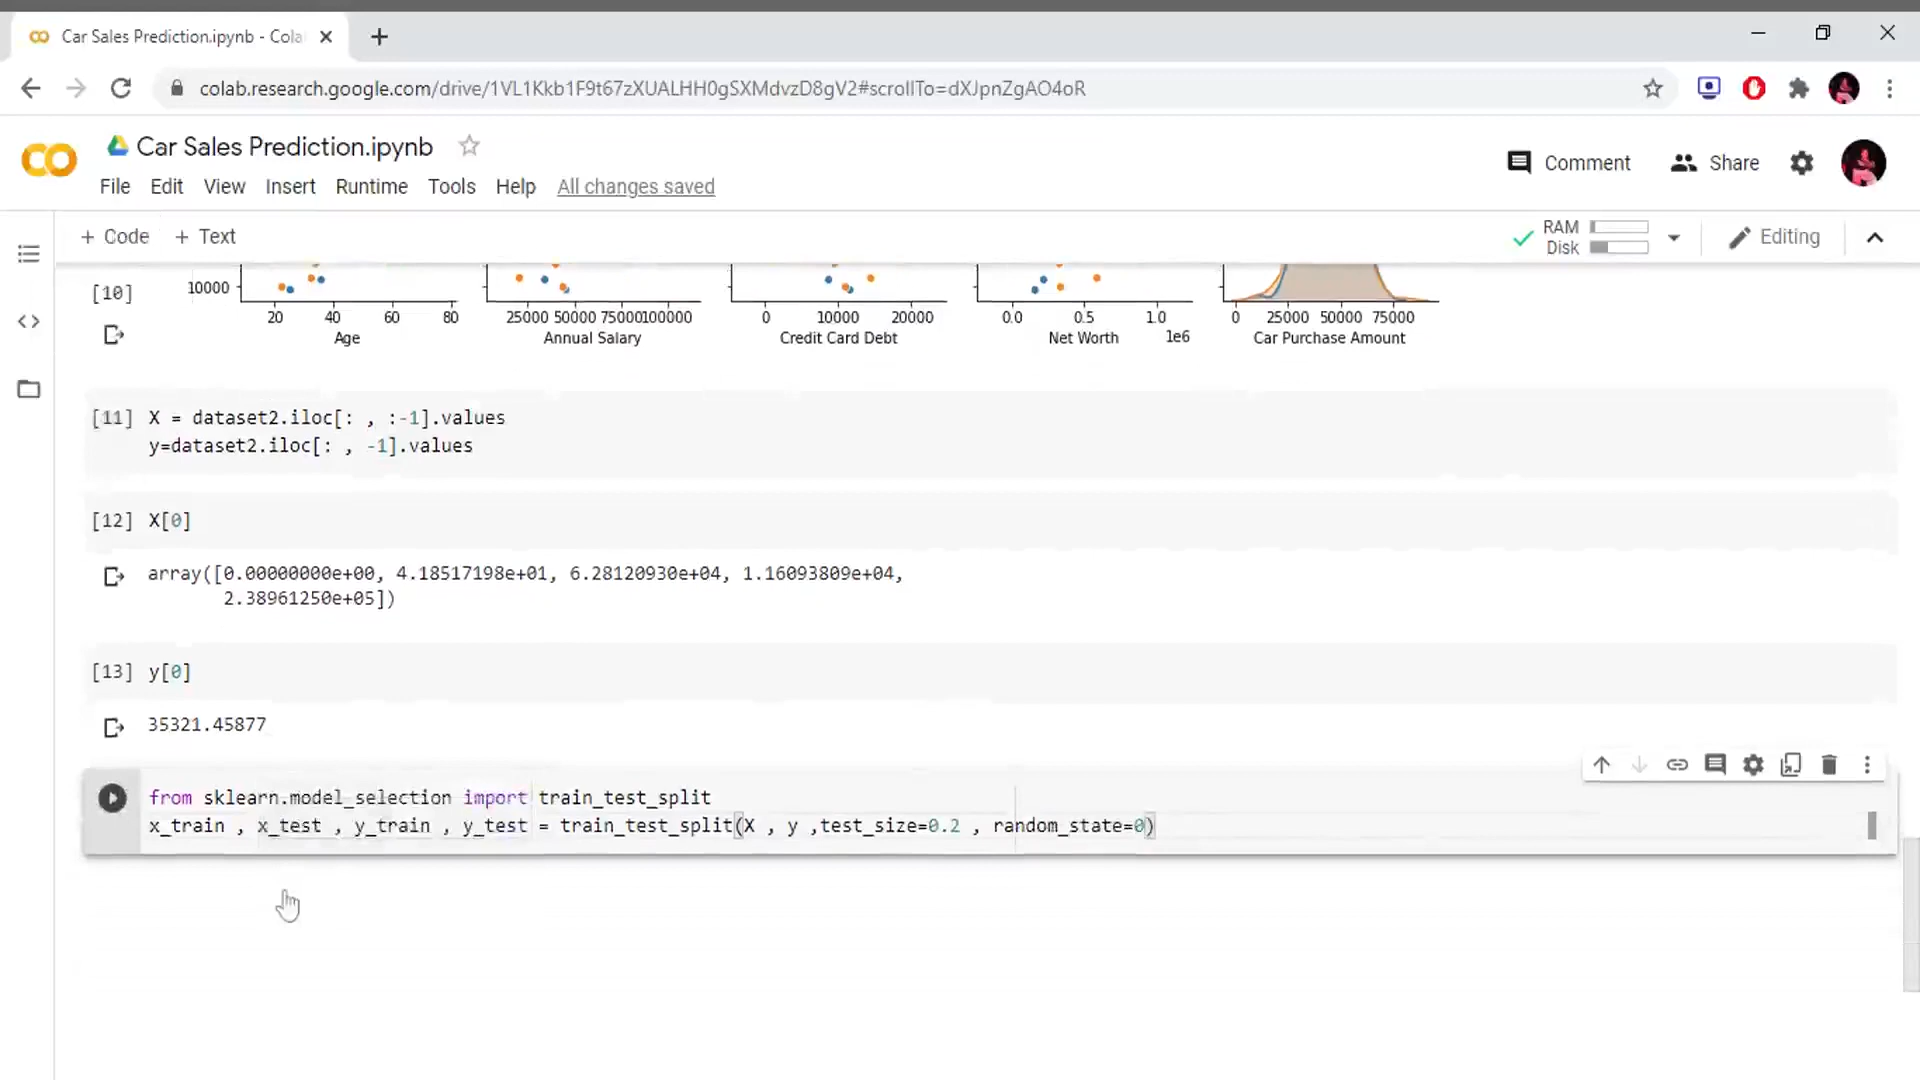 Car Sales Prediction.ipynb - Cola
colab.research.google.com/drive/1VL1Kkb1F9t67zXUALHH0gSXMdvzD8gV2#scrollTo=dXJpnZgAO4oR
Car Sales Prediction.ipynb
Comment Share
File Edit View Insert Runtime Tools Help All changes saved
+ Code + Text
RAM
Disk
Editing
[10]
10000
20 40 60 80
25000 50000 75000100000
0 10000 20000
0.0 0.5 1.0
1e6
0 25000 50000 75000
Age
Annual Salary
Credit Card Debt
Net Worth
Car Purchase Amount
[11] X = dataset2.iloc[: , :-1].values
y=dataset2.iloc[: , -1].values
[12] X[0]
array([0.00000000e+00, 4.18517198e+01, 6.28120930e+04, 1.16093809e+04,
2.38961250e+05])
[13] y[0]
35321.45877
from sklearn.model_selection import train_test_split
x_train , x_test , y_train , y_test = train_test_split(X , y ,test_size=0.2 , random_state=0)